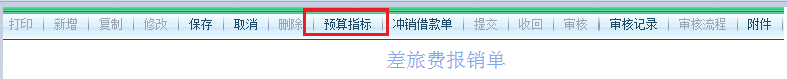 打印 新增 复制 修改 保存 取消 删除 预算指标 冲销借款单 提交 收回 审核 审核记录 审核流程 附件
差旅费报销单